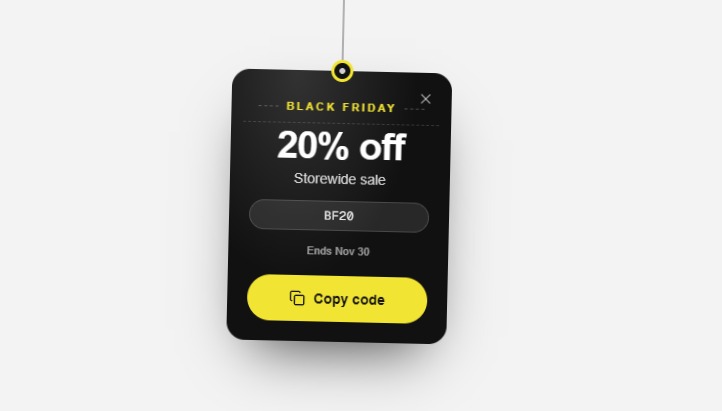 BLACK FRIDAY
20% off
Storewide sale
BF20
Ends Nov 30
Copy code